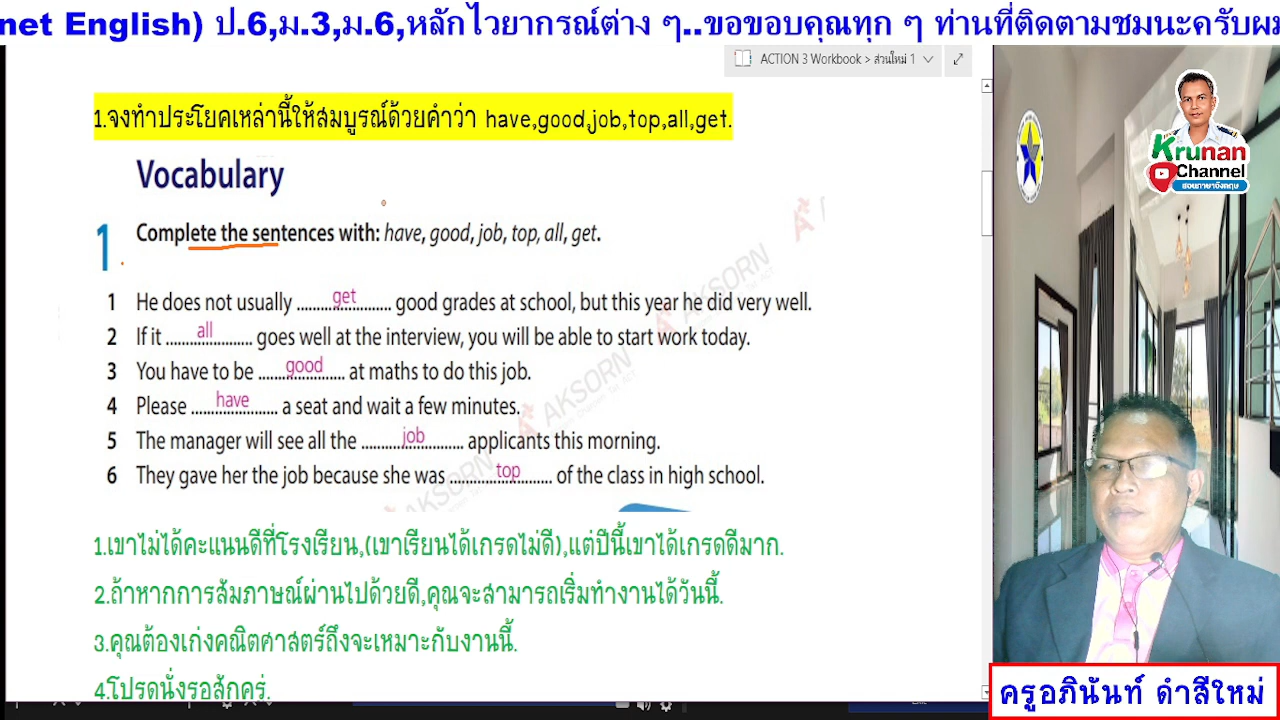 net English) ป.6,ม.3,ม.6,หลักไวยากรณ์ต่าง ๆ..ขอขอบคุณทุก ๆ ท่านที่ติดตามชมนะครับผม
ACTION 3 Workbook > ส่วนใหม่ 1
1.จงทำประโยคเหล่านี้ให้สมบูรณ์ด้วยคำว่า have,good,job,top,all,get.
Vocabulary
1 Complete the sentences with: have, good, job, top, all, get.
1 He does not usually ......get...... good grades at school, but this year he did very well.
2 If it ......all...... goes well at the interview, you will be able to start work today.
3 You have to be ......good...... at maths to do this job.
4 Please ......have...... a seat and wait a few minutes.
5 The manager will see all the ......job...... applicants this morning.
6 They gave her the job because she was ......top...... of the class in high school.
AKSORN
AKSORN
AKSORN
1.เขาไม่ได้คะแนนดีที่โรงเรียน,(เขาเรียนได้เกรดไม่ดี),แต่ปีนี้เขาได้เกรดดีมาก.
2.ถ้าหากการสัมภาษณ์ผ่านไปด้วยดี,คุณจะสามารถเริ่มทำงานได้วันนี้.
3.คุณต้องเก่งคณิตศาสตร์ถึงจะเหมาะกับงานนี้.
4.โปรดนั่งรอสักครู่.
Krunan
Channel
สอนภาษาอังกฤษ
ครูอภินันท์ ดำสีใหม่